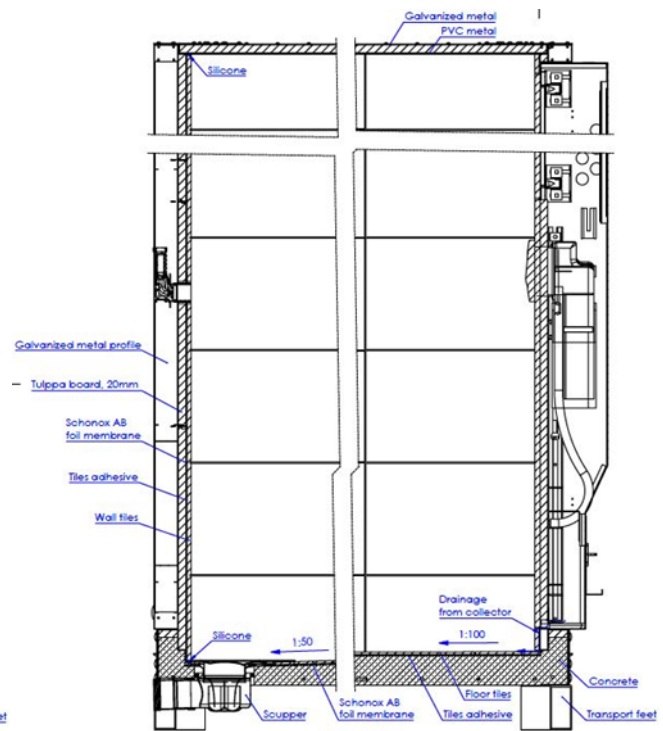 Galvanized metal
PVC metal
Silicone
Galvanized metal profile
Tulppa board, 20mm
Schonox AB
foil membrane
Tiles adhesive
Wall tiles
Drainage
from collector
Silicone
1:50
1:100
Concrete
Floor tiles
Scupper
Schonox AB
foil membrane
Tiles adhesive
Transport feet
et